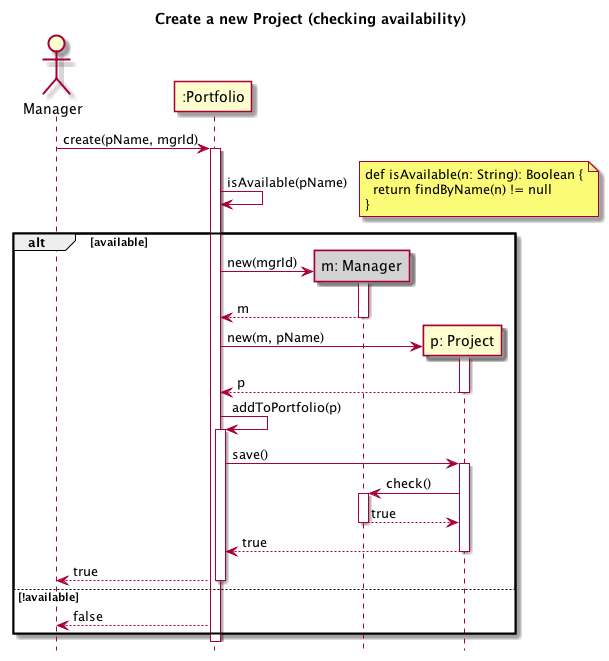 Create a new Project (checking availability)
Manager
:Portfolio
create(pName, mgrId)
isAvailable(pName)
def isAvailable(n: String): Boolean {
return findByName(n) != null
}
alt
[available]
new(mgrId)
m: Manager
m
new(m, pName)
p: Project
p
addToPortfolio(p)
save()
check()
true
true
true
[!available]
false